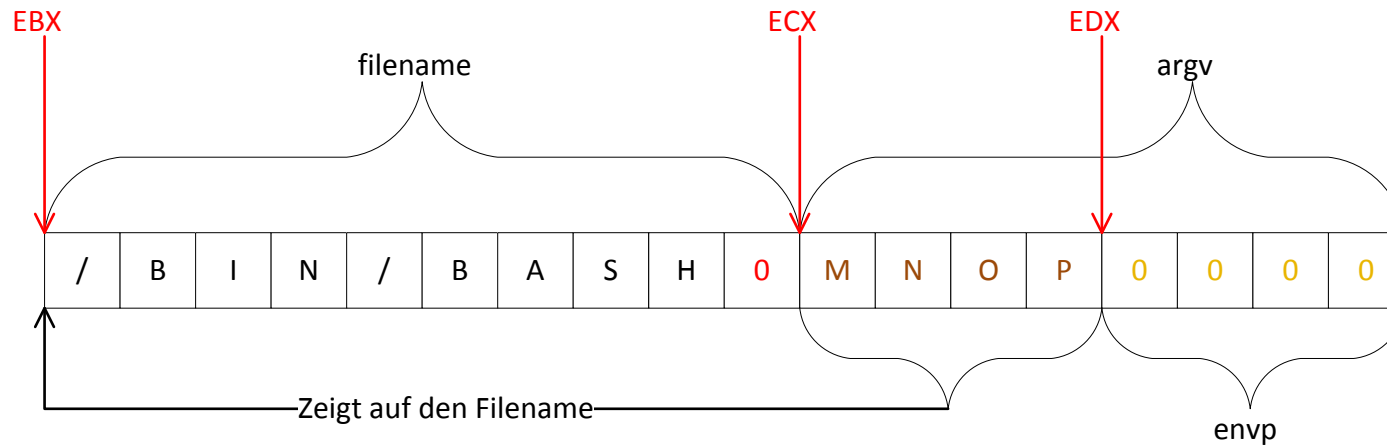 EBX ECX EDX
filename argv
/ B I N / B A S H 0 M N O P 0 0 0 0
Zeigt auf den Filename
envp